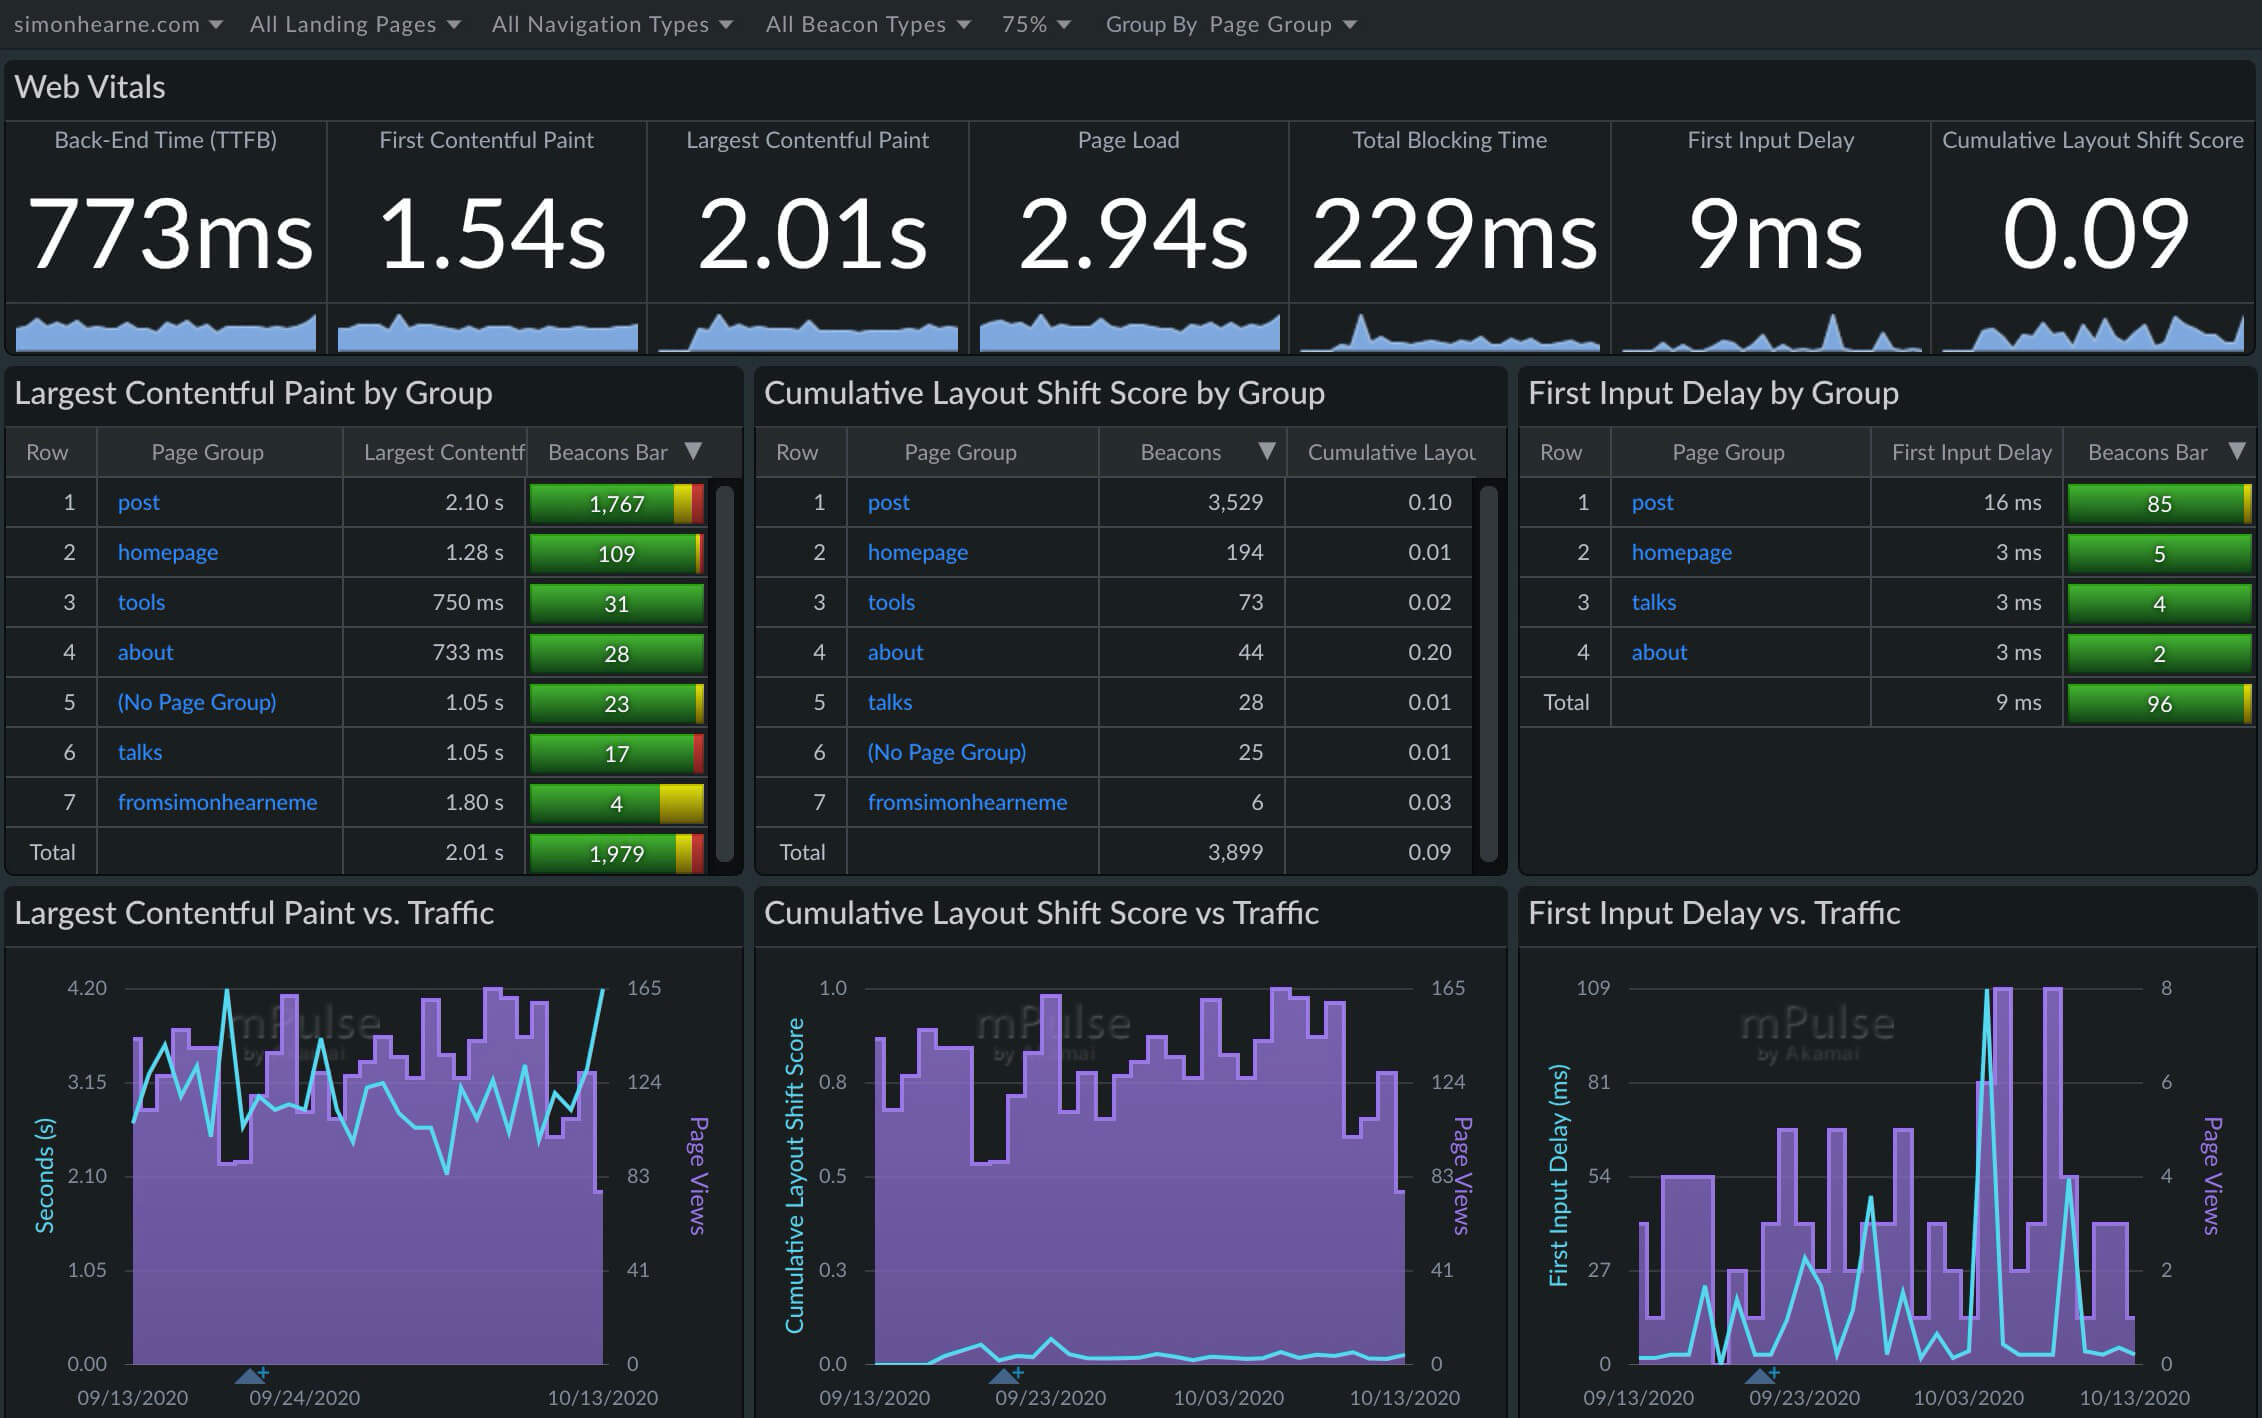 simonhearne.com All Landing Pages All Navigation Types All Beacon Types 75% Group By Page Group
Web Vitals
Back-End Time (TTFB) First Contentful Paint Largest Contentful Paint Page Load Total Blocking Time First Input Delay Cumulative Layout Shift Score
773ms 1.54s 2.01s 2.94s 229ms 9ms 0.09
Largest Contentful Paint by Group
Row Page Group Largest Contentf Beacons Bar
1 post 2.10 s 1,767
2 homepage 1.28 s 109
3 tools 750 ms 31
4 about 733 ms 28
5 (No Page Group) 1.05 s 23
6 talks 1.05 s 17
7 fromsimonhearneme 1.80 s 4
Total 2.01 s 1,979
Cumulative Layout Shift Score by Group
Row Page Group Beacons Cumulative Layou
1 post 3,529 0.10
2 homepage 194 0.01
3 tools 73 0.02
4 about 44 0.20
5 talks 28 0.01
6 (No Page Group) 25 0.01
7 fromsimonhearneme 6 0.03
Total 3,899 0.09
First Input Delay by Group
Row Page Group First Input Delay Beacons Bar
1 post 16 ms 85
2 homepage 3 ms 5
3 talks 3 ms 4
4 about 3 ms 2
Total 9 ms 96
Largest Contentful Paint vs. Traffic
mPulse
by Akamai
Seconds (s)
4.20
3.15
2.10
1.05
0.00
165
124
83
41
0
Page Views
09/13/2020 09/24/2020 10/13/2020
Cumulative Layout Shift Score vs Traffic
mPulse
by Akamai
Cumulative Layout Shift Score
1.0
0.8
0.5
0.3
0.0
165
124
83
41
0
Page Views
09/13/2020 09/23/2020 10/03/2020 10/13/2020
First Input Delay vs. Traffic
mPulse
by Akamai
First Input Delay (ms)
109
81
54
27
0
8
6
4
2
0
Page Views
09/13/2020 09/23/2020 10/03/2020 10/13/2020